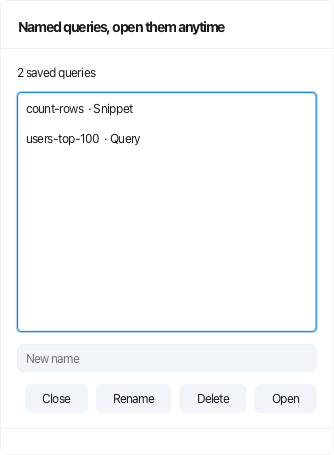 Named queries, open them anytime
2 saved queries
count-rows · Snippet
users-top-100 · Query
New name
Close
Rename
Delete
Open